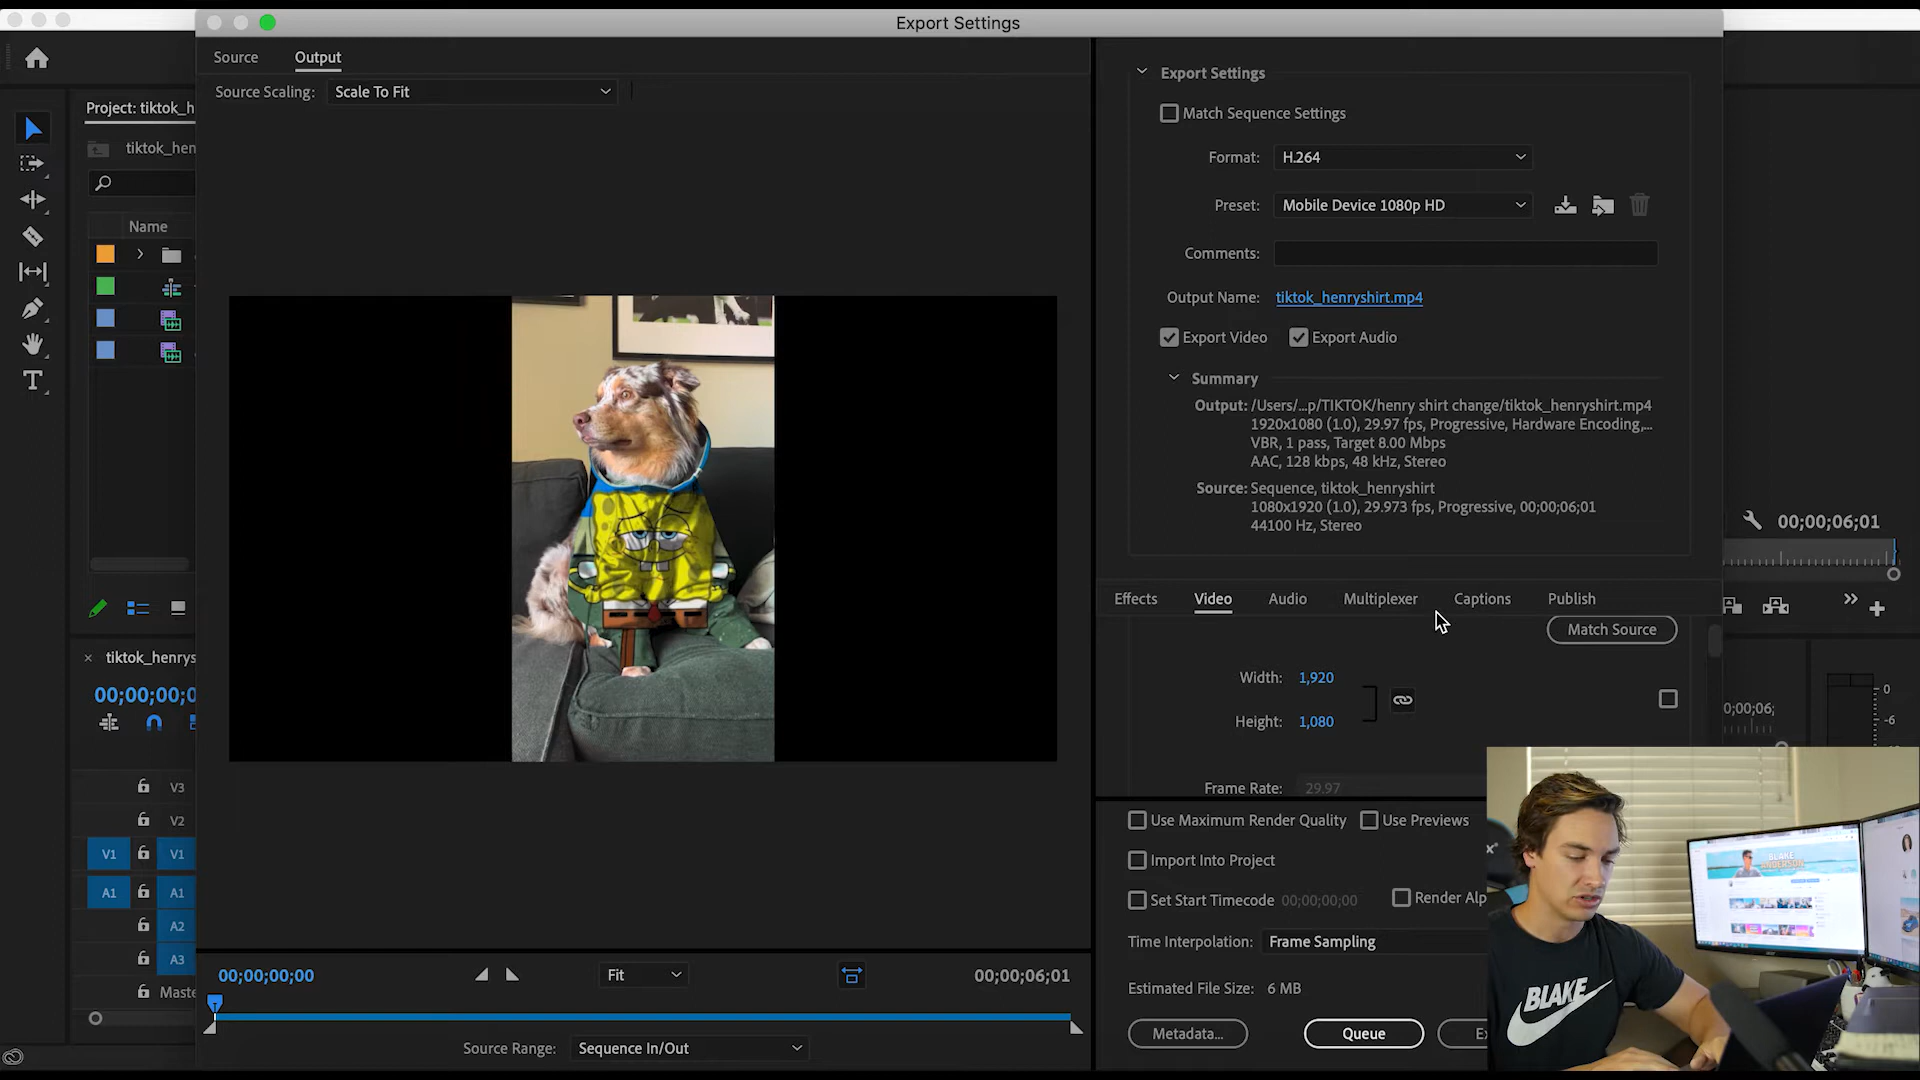 Export Settings
Source
Output
Source Scaling:
Scale To Fit
Project: tiktok_h
tiktok_hen
Name
Export Settings
Match Sequence Settings
Format:
H.264
Preset:
Mobile Device 1080p HD
Comments:
Output Name:
tiktok_henryshirt.mp4
Export Video
Export Audio
Summary
Output: /Users/...p/TIKTOK/henry shirt change/tiktok_henryshirt.mp4
1920x1080 (1.0), 29.97 fps, Progressive, Hardware Encoding,...
VBR, 1 pass, Target 8.00 Mbps
AAC, 128 kbps, 48 kHz, Stereo
Source: Sequence, tiktok_henryshirt
1080x1920 (1.0), 29.973 fps, Progressive, 00;00;06;01
44100 Hz, Stereo
00;00;06;01
Effects
Video
Audio
Multiplexer
Captions
Publish
Match Source
Width:
1,920
Height:
1,080
Frame Rate:
29.97
tiktok_henrys
00;00;00;0
0;00;06;
0
-6
V3
V2
V1
V1
A1
A1
A2
A3
Maste
Use Maximum Render Quality
Use Previews
Import Into Project
Set Start Timecode
00;00;00;00
Render Alp
Time Interpolation:
Frame Sampling
Estimated File Size:
6 MB
Metadata...
Queue
Ex
00;00;00;00
Fit
00;00;06;01
Source Range:
Sequence In/Out
BLAKE
ANDERSON
BLAKE